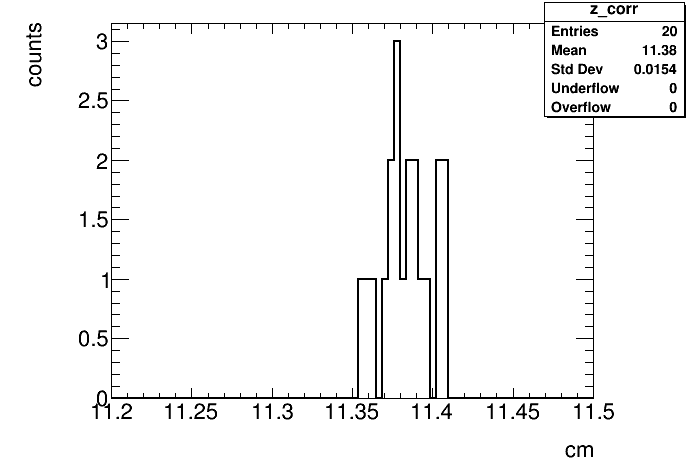 z_corr
Entries 20
Mean 11.38
Std Dev 0.0154
Underflow 0
Overflow 0
counts
3
2.5
2
1.5
1
0.5
0
11.2 11.25 11.3 11.35 11.4 11.45 11.5
cm